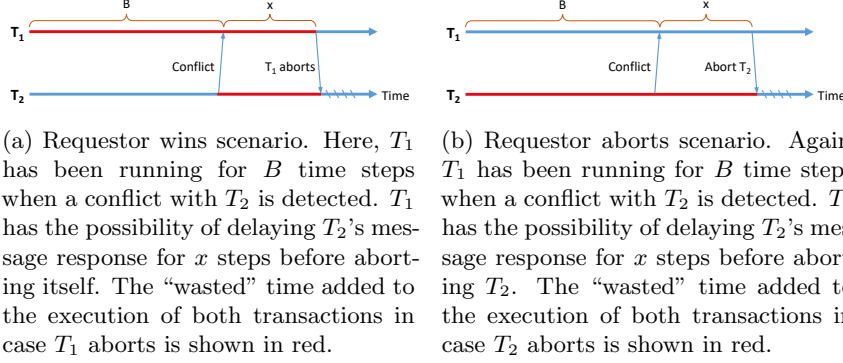 B
x
T1
Conflict
T1 aborts
T2
Time
(a) Requestor wins scenario. Here, T1
has been running for B time steps
when a conflict with T2 is detected. T1
has the possibility of delaying T2's mes-
sage response for x steps before abort-
ing itself. The “wasted” time added to
the execution of both transactions in
case T1 aborts is shown in red.
B
x
T1
Conflict
Abort T2
T2
Time
(b) Requestor aborts scenario. Again
T1 has been running for B time step
when a conflict with T2 is detected. T
has the possibility of delaying T2's mes
sage response for x steps before abort
ing T2. The “wasted” time added to
the execution of both transactions in
case T2 aborts is shown in red.